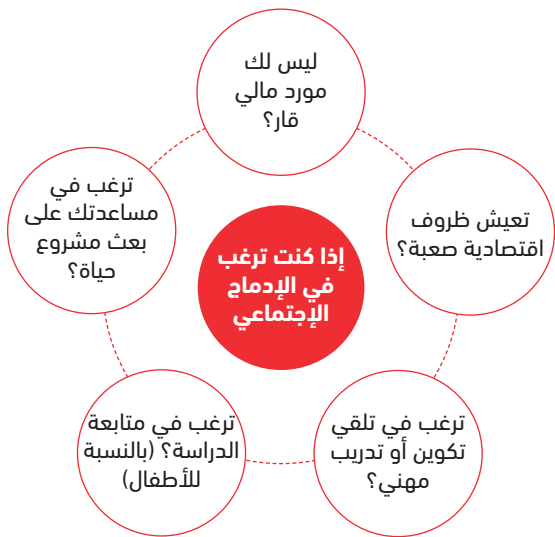 ليس لك
مورد مالي
قار؟
تعيش ظروف
اقتصادية صعبة؟
ترغب في تلقي
تكوين أو تدريب
مهني؟
ترغب في متابعة
الدراسة؟ (بالنسبة
للأطفال)
ترغب في
مساعدتك على
بعث مشروع
حياة؟
إذا كنت ترغب
في الإدماج
الإجتماعي